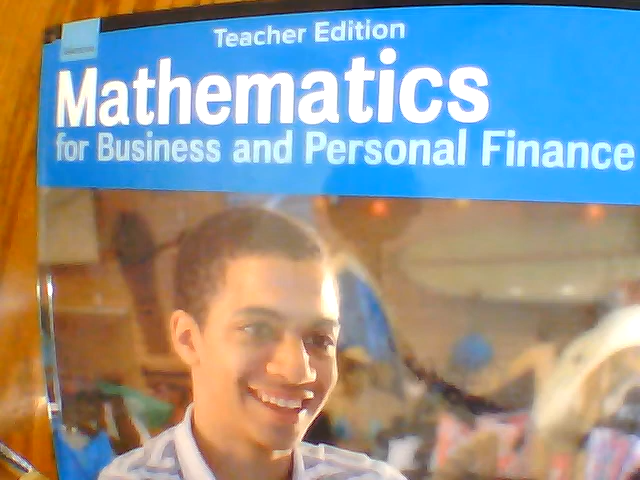 Teacher Edition
Mathematics
for Business and Personal Finance